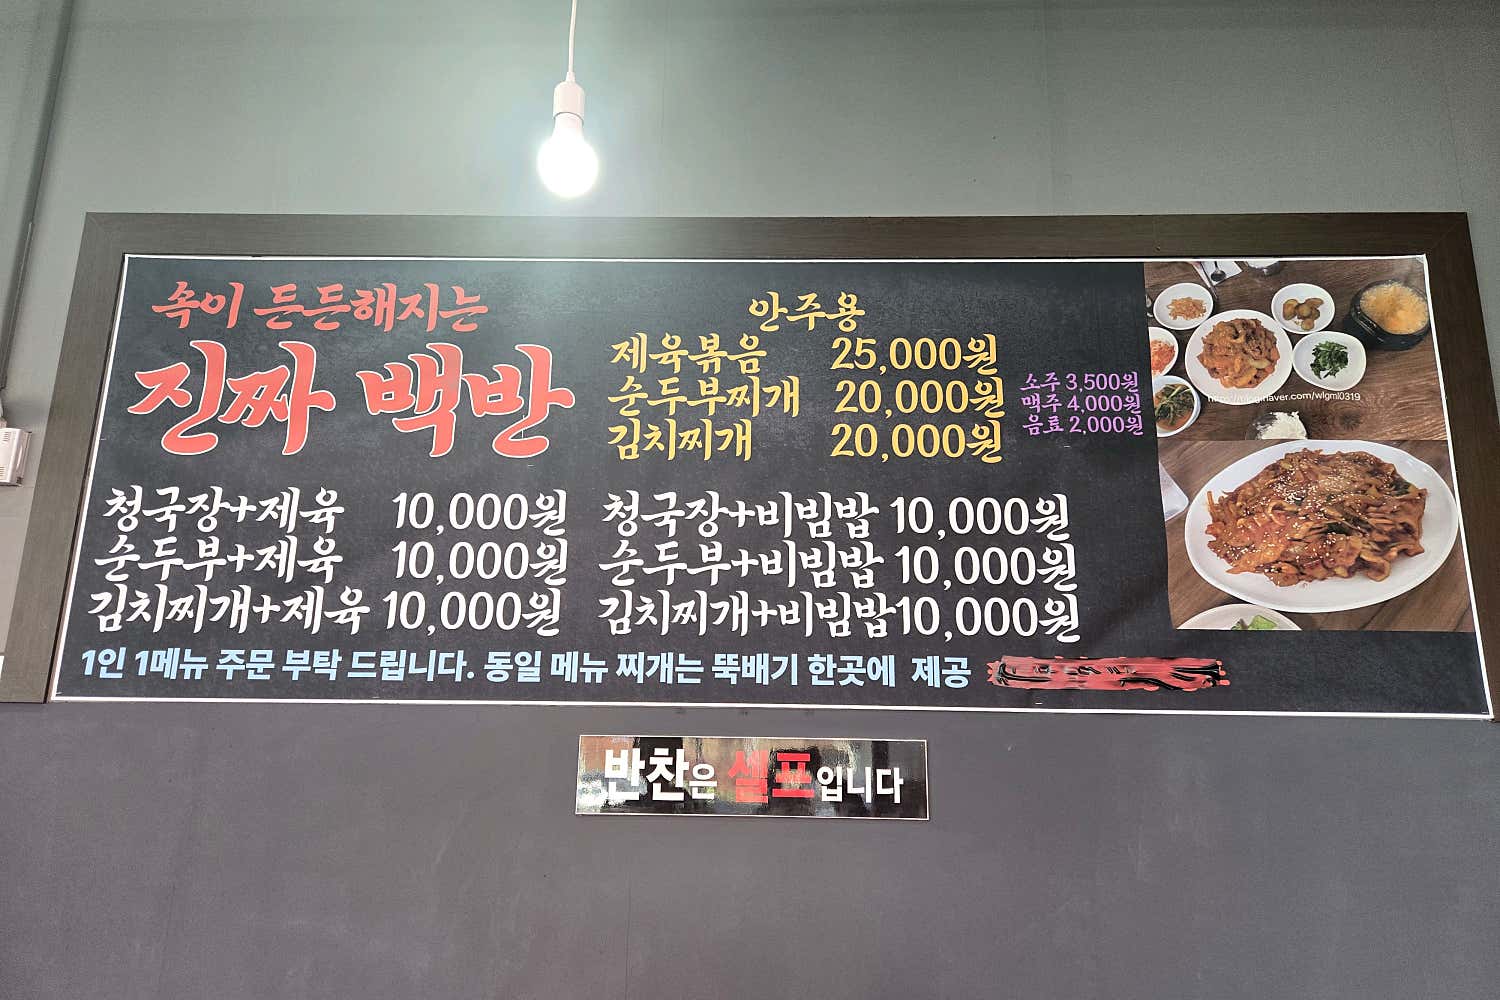 속이 든든해지는
진짜 백반
안주용
제육볶음 25,000원
순두부찌개 20,000원
김치찌개 20,000원
소주 3,500원
맥주 4,000원
음료 2,000원
청국장+제육 10,000원
순두부+제육 10,000원
김치찌개+제육 10,000원
청국장+비빔밥 10,000원
순두부+비빔밥 10,000원
김치찌개+비빔밥 10,000원
1인 1메뉴 주문 부탁 드립니다. 동일 메뉴 찌개는 뚝배기 한곳에 제공
반찬은 셀프입니다